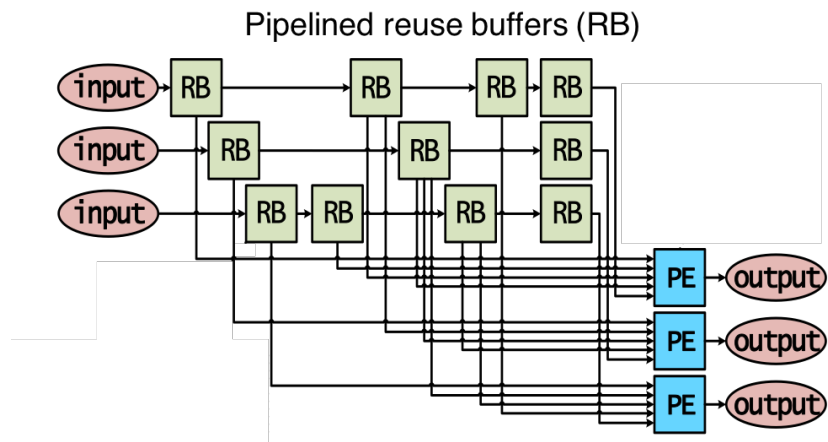 Pipelined reuse buffers (RB)
input RB RB RB RB
input RB RB RB
input RB RB RB RB
PE output
PE output
PE output